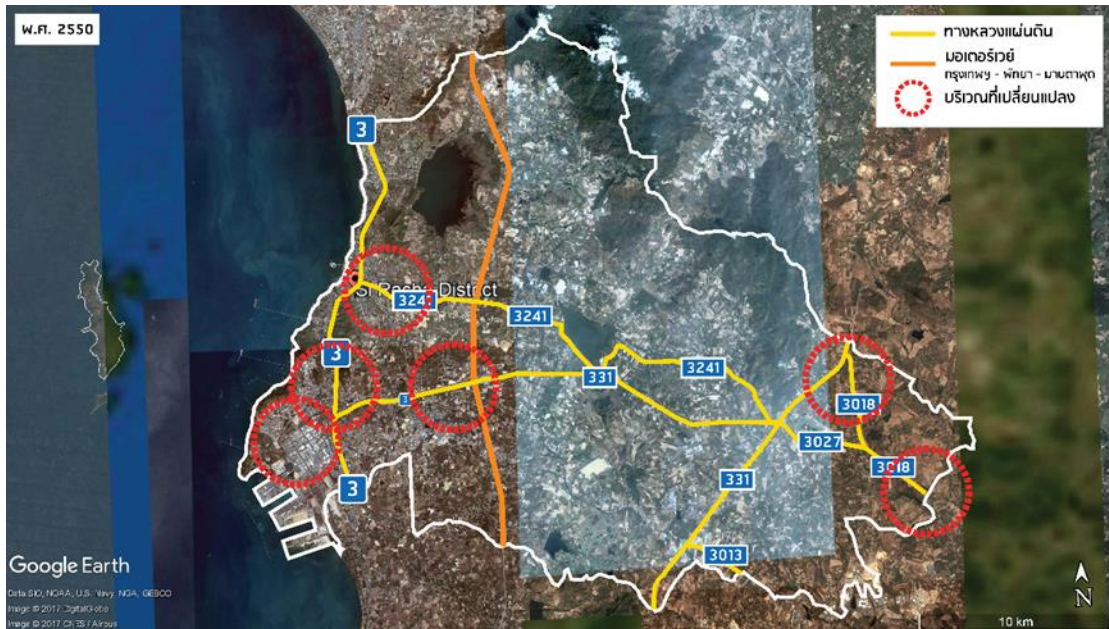 พ.ศ. 2550
ทางหลวงแผ่นดิน
มอเตอร์เวย์
กรุงเทพฯ - พัทยา - มาบตาพุด
บริเวณที่เปลี่ยนแปลง
3
Si Racha District
3241
3241
3
331
3241
3
3018
3027
3018
331
3
3013
Google Earth
Data SIO, NOAA, U.S. Navy, NGA, GEBCO
Image © 2017 DigitalGlobe
Image © 2017 CNES / Airbus
N
10 km